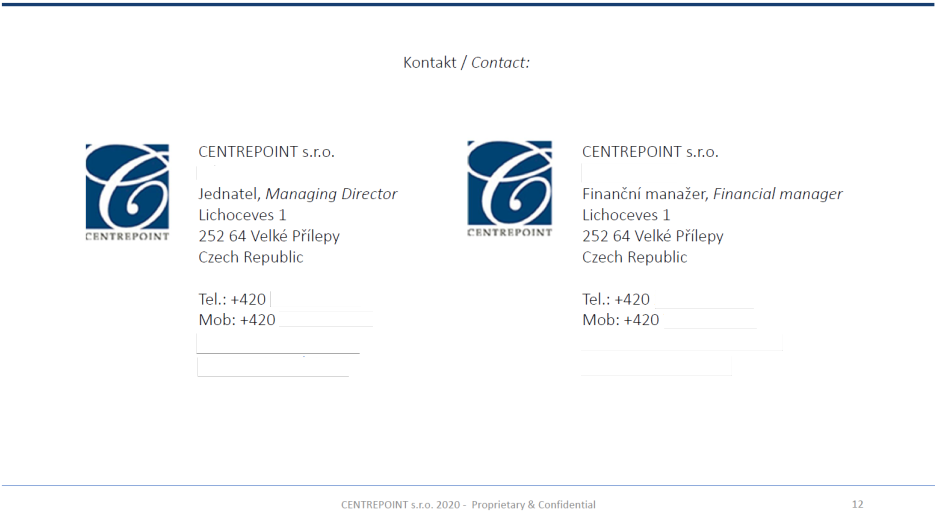 Kontakt / Contact:
CENTREPOINT
CENTREPOINT s.r.o.
Jednatel, Managing Director
Lichoceves 1
252 64 Velké Přílepy
Czech Republic
Tel.: +420
Mob: +420
CENTREPOINT
CENTREPOINT s.r.o.
Finanční manažer, Financial manager
Lichoceves 1
252 64 Velké Přílepy
Czech Republic
Tel.: +420
Mob: +420
CENTREPOINT s.r.o. 2020 - Proprietary & Confidential
12